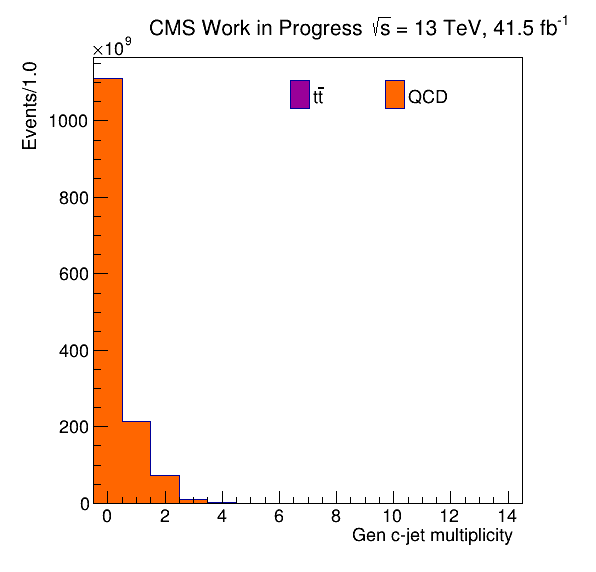 CMS Work in Progress √s = 13 TeV, 41.5 fb⁻¹
×10⁹
Events/1.0
tt̄
QCD
1000
800
600
400
200
0
0 2 4 6 8 10 12 14
Gen c-jet multiplicity